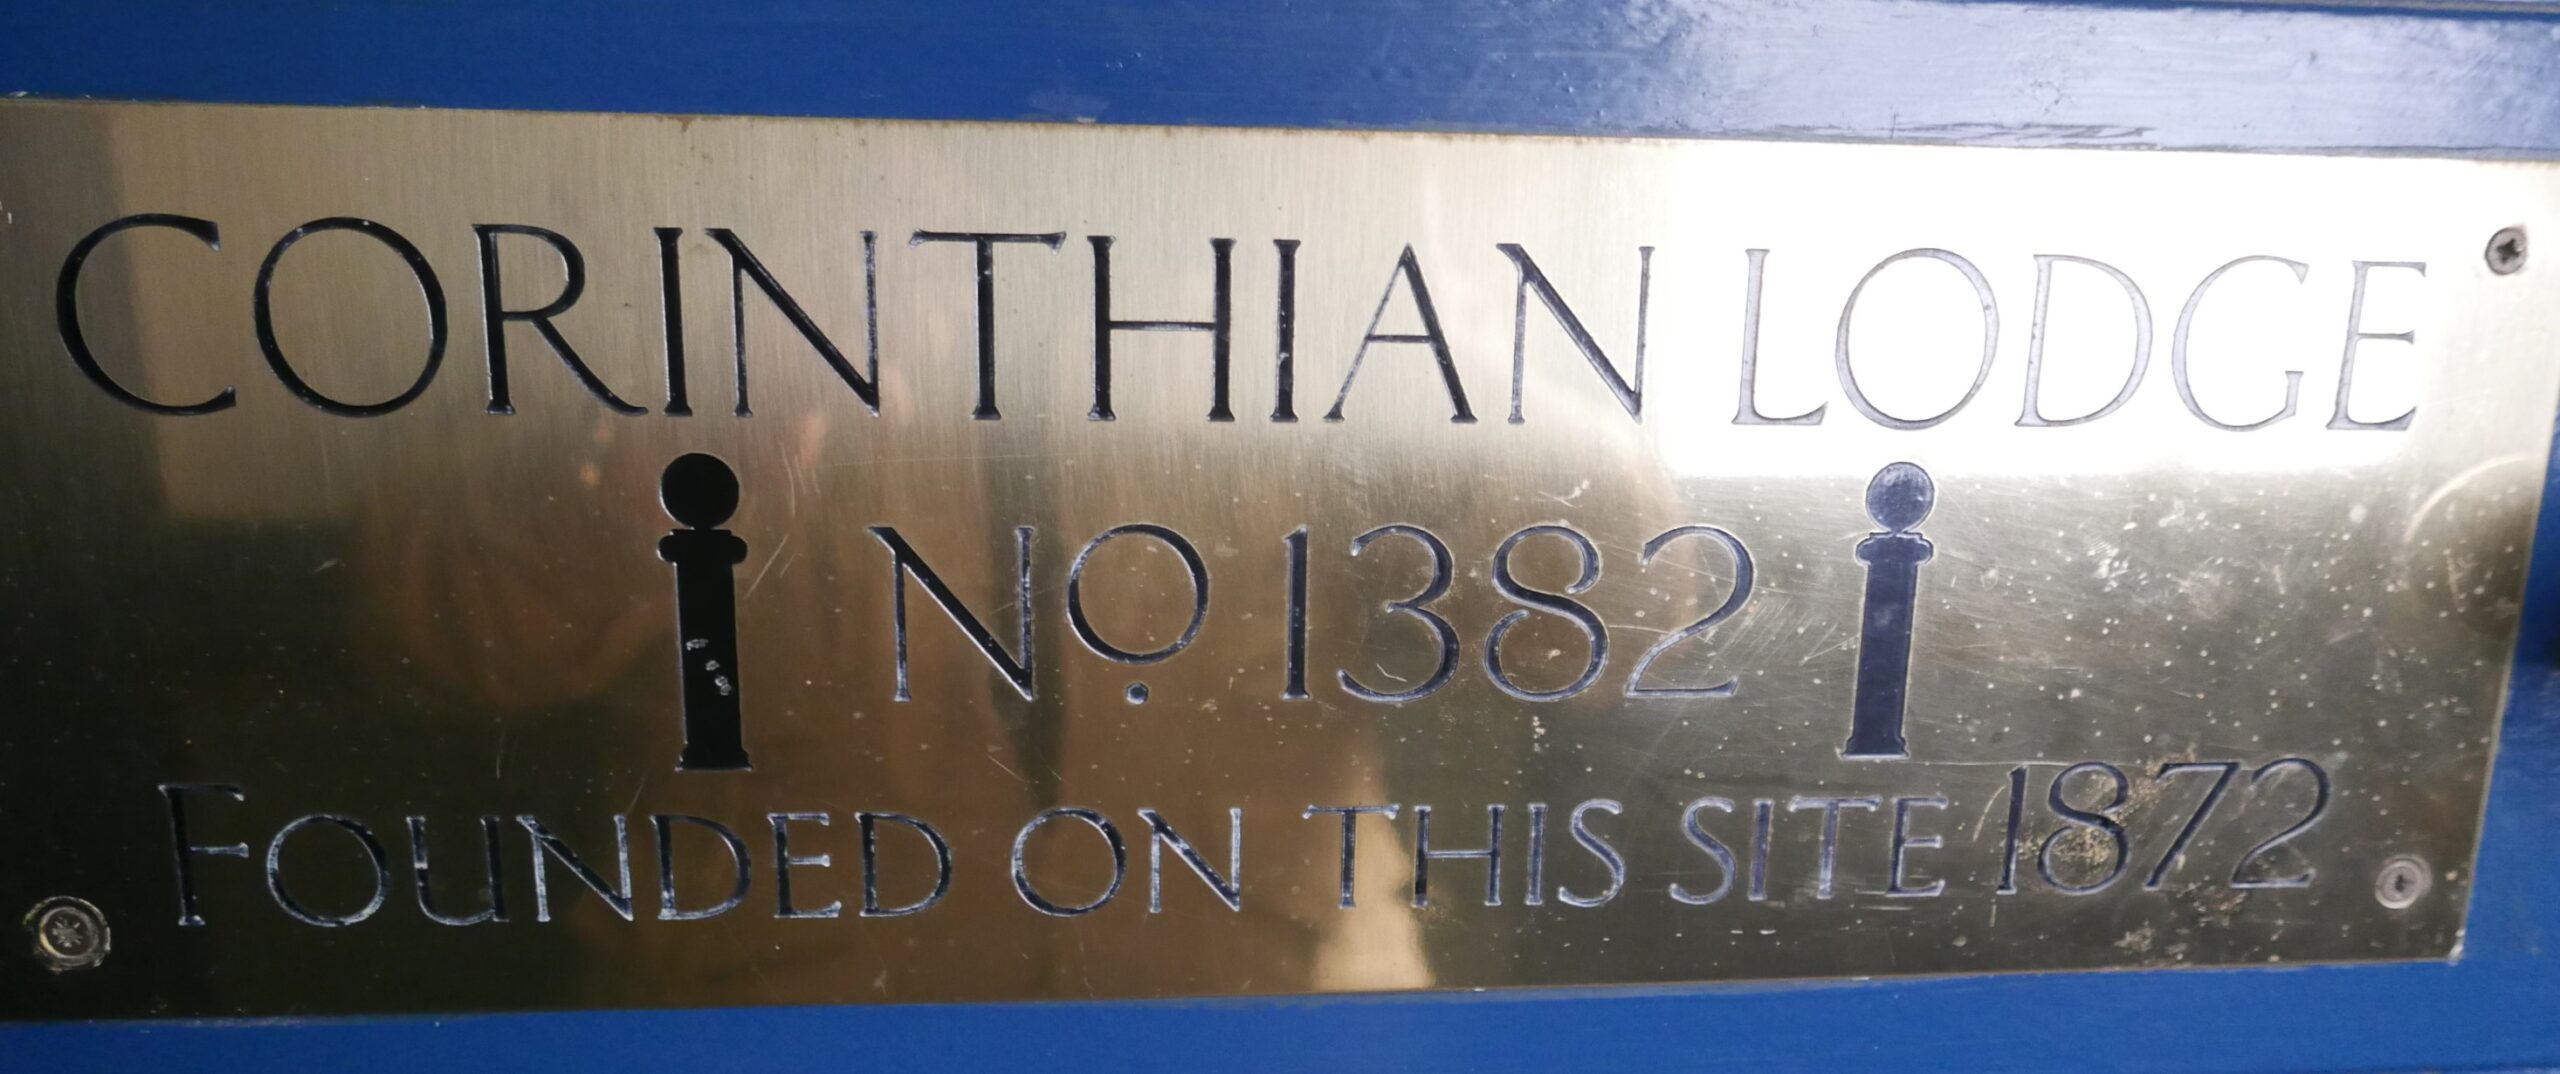 CORINTHIAN LODGE
No. 1382
FOUNDED ON THIS SITE 1872